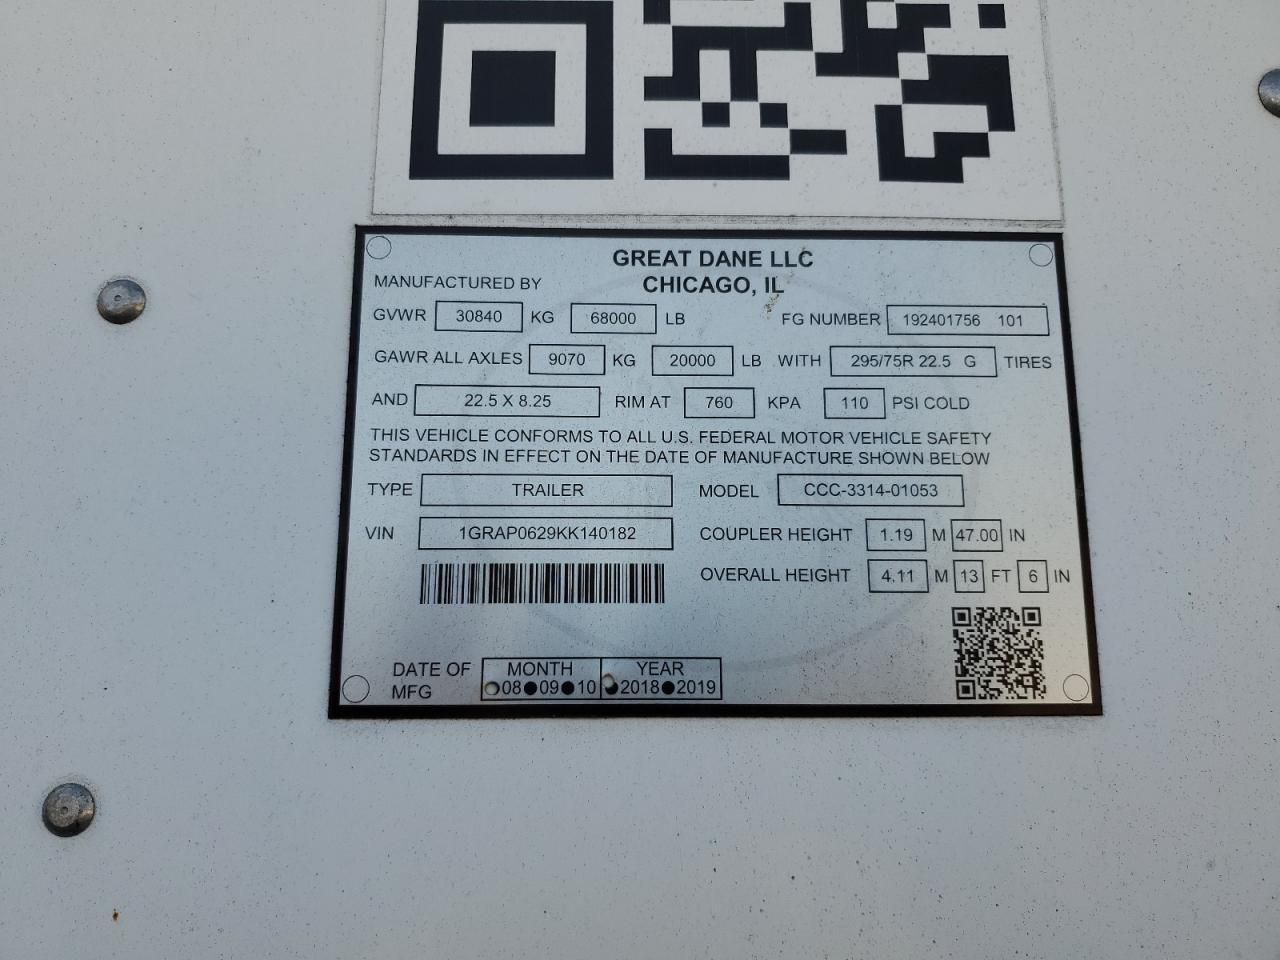 GREAT DANE LLC
MANUFACTURED BY CHICAGO, IL
GVWR 30840 KG 68000 LB FG NUMBER 192401756 101
GAWR ALL AXLES 9070 KG 20000 LB WITH 295/75R 22.5 G TIRES
AND 22.5 X 8.25 RIM AT 760 KPA 110 PSI COLD
THIS VEHICLE CONFORMS TO ALL U.S. FEDERAL MOTOR VEHICLE SAFETY
STANDARDS IN EFFECT ON THE DATE OF MANUFACTURE SHOWN BELOW
TYPE TRAILER MODEL CCC-3314-01053
VIN 1GRAP0629KK140182 COUPLER HEIGHT 1.19 M 47.00 IN
OVERALL HEIGHT 4.11 M 13 FT 6 IN
DATE OF MONTH YEAR
MFG 08 09 10 2018 2019